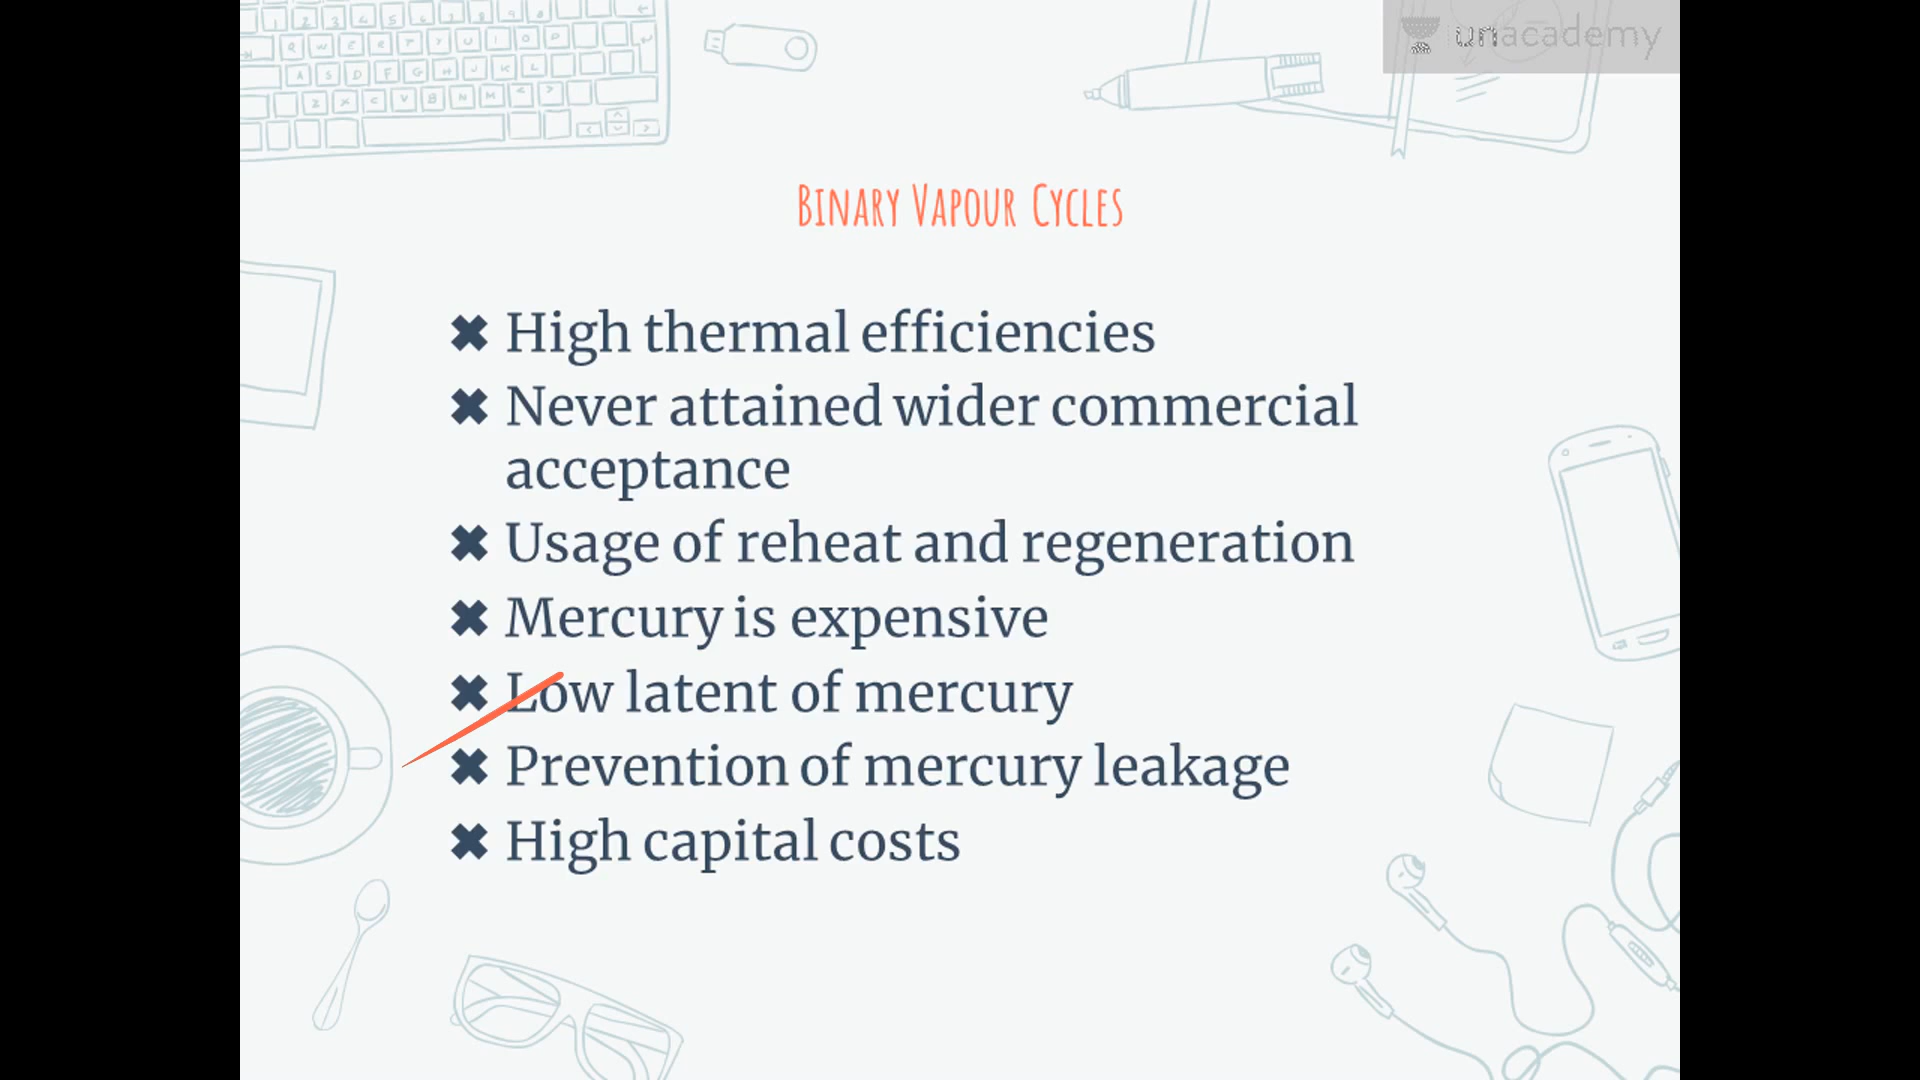 unacademy
Binary Vapour Cycles
✖ High thermal efficiencies
✖ Never attained wider commercial
acceptance
✖ Usage of reheat and regeneration
✖ Mercury is expensive
✖ Low latent of mercury
✖ Prevention of mercury leakage
✖ High capital costs